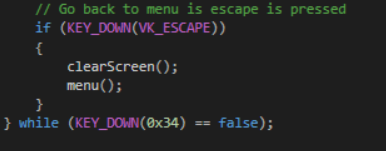 // Go back to menu is escape is pressed
if (KEY_DOWN(VK_ESCAPE))
{
clearScreen();
menu();
}
} while (KEY_DOWN(0x34) == false);